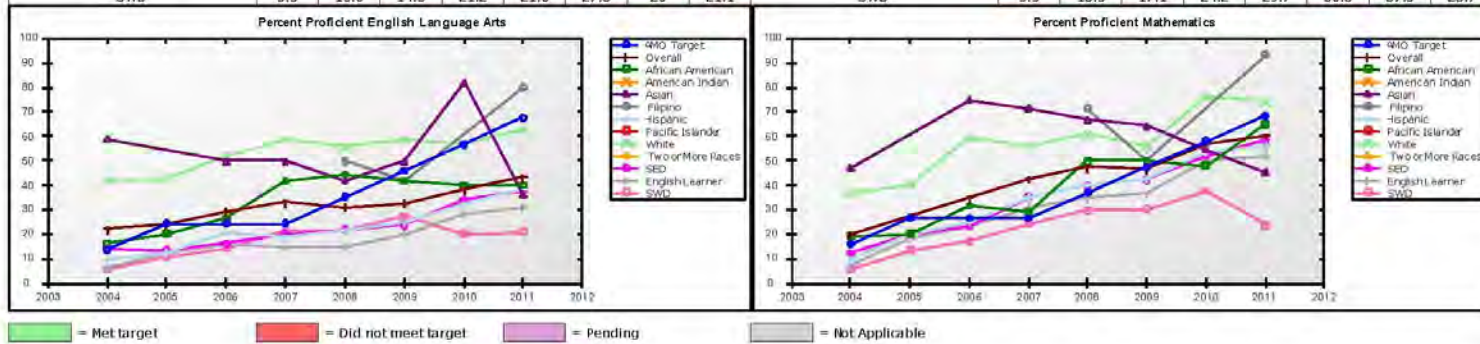 Percent Proficient English Language Arts
100
90
80
70
60
50
40
30
20
10
0
2003 2004 2005 2006 2007 2008 2009 2010 2011 2012
AMO Target
Overall
African American
American Indian
Asian
Filipino
Hispanic
Pacific Islander
White
Two or More Races
SED
English Learner
SWD
Percent Proficient Mathematics
100
90
80
70
60
50
40
30
20
10
0
2003 2004 2005 2006 2007 2008 2009 2010 2011 2012
AMO Target
Overall
African American
American Indian
Asian
Filipino
Hispanic
Pacific Islander
White
Two or More Races
SED
English Learner
SWD
= Met target = Did not meet target = Pending = Not Applicable